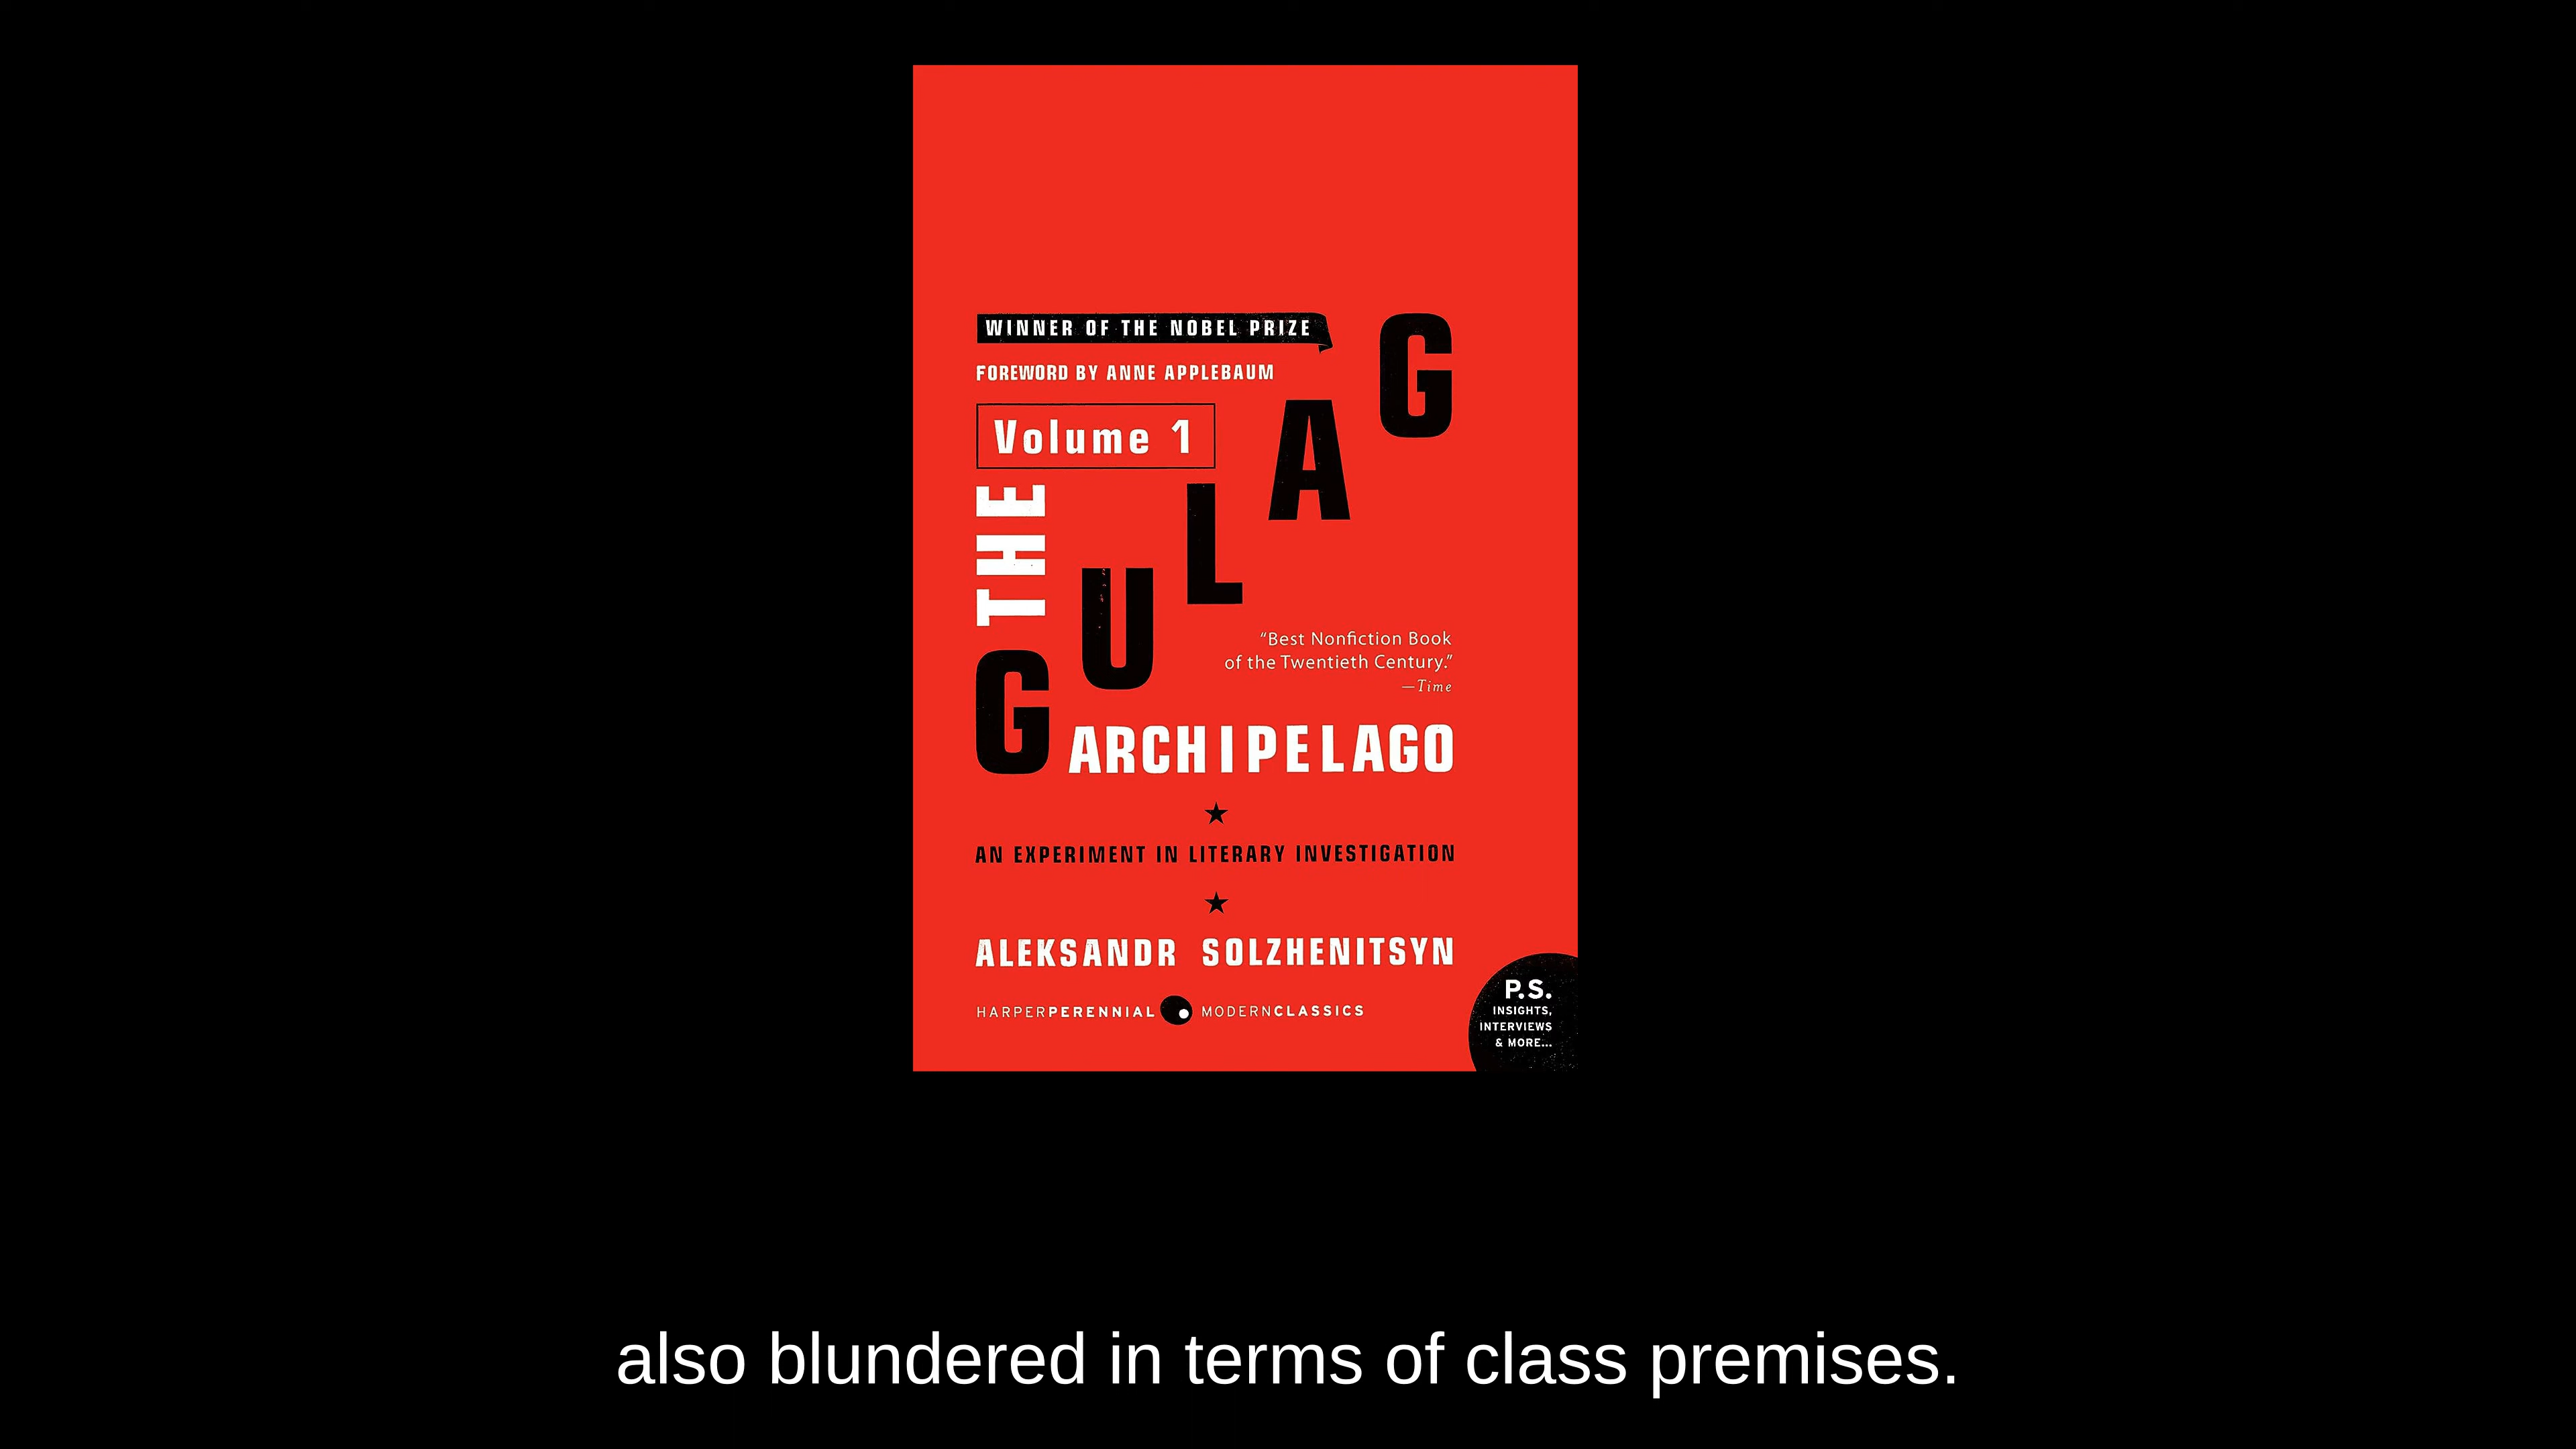 WINNER OF THE NOBEL PRIZE
FOREWORD BY ANNE APPLEBAUM
Volume 1
THE
GULAG
"Best Nonfiction Book
of the Twentieth Century."
—Time
ARCHIPELAGO
AN EXPERIMENT IN LITERARY INVESTIGATION
ALEKSANDR SOLZHENITSYN
HARPERPERENNIAL MODERNCLASSICS
P.S.
INSIGHTS,
INTERVIEWS
& MORE...
also blundered in terms of class premises.